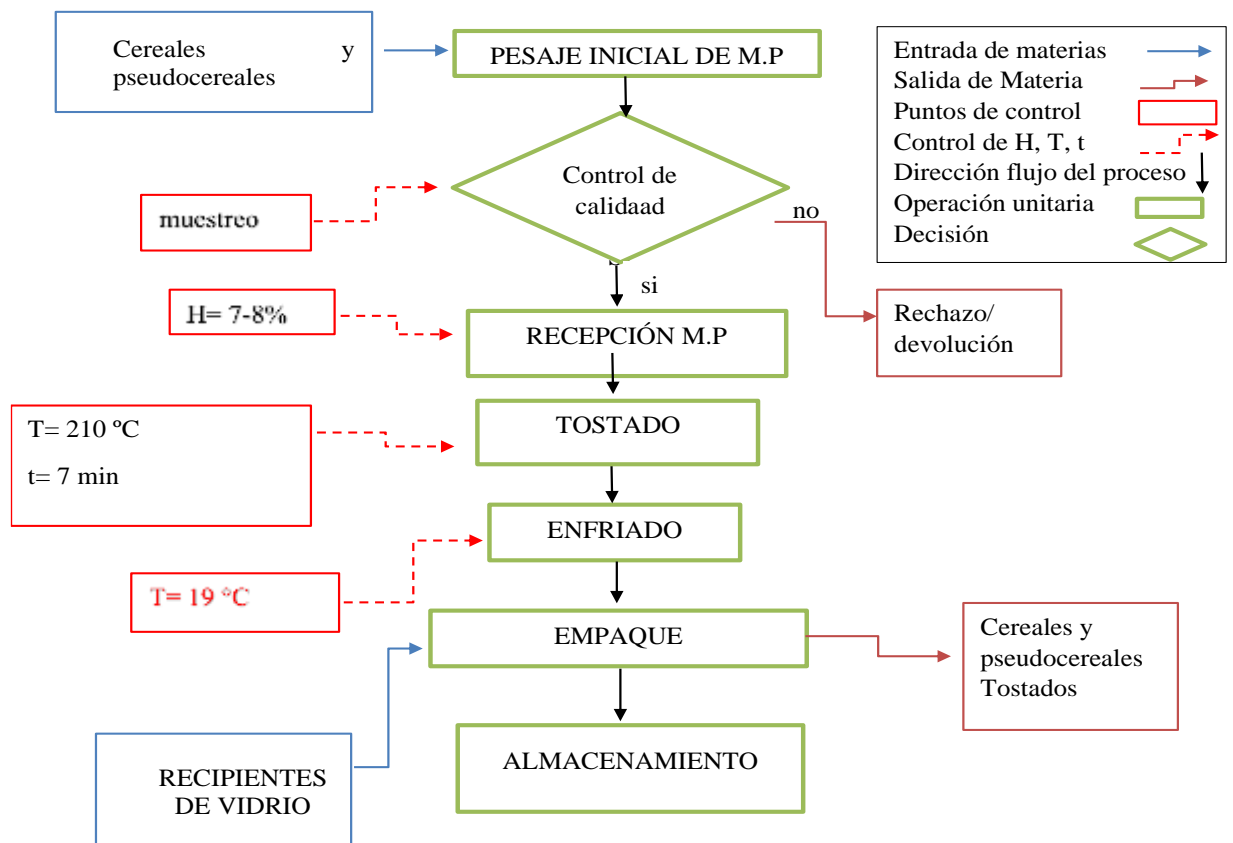 Cereales y
pseudocereales
PESAJE INICIAL DE M.P
Entrada de materias
Salida de Materia
Puntos de control
Control de H, T, t
Dirección flujo del proceso
Operación unitaria
Decisión
Control de
calidaad
muestreo
no
si
H= 7-8%
RECEPCIÓN M.P
Rechazo/
devolución
T= 210 ºC
t= 7 min
TOSTADO
ENFRIADO
T= 19 °C
EMPAQUE
Cereales y
pseudocereales
Tostados
RECIPIENTES
DE VIDRIO
ALMACENAMIENTO